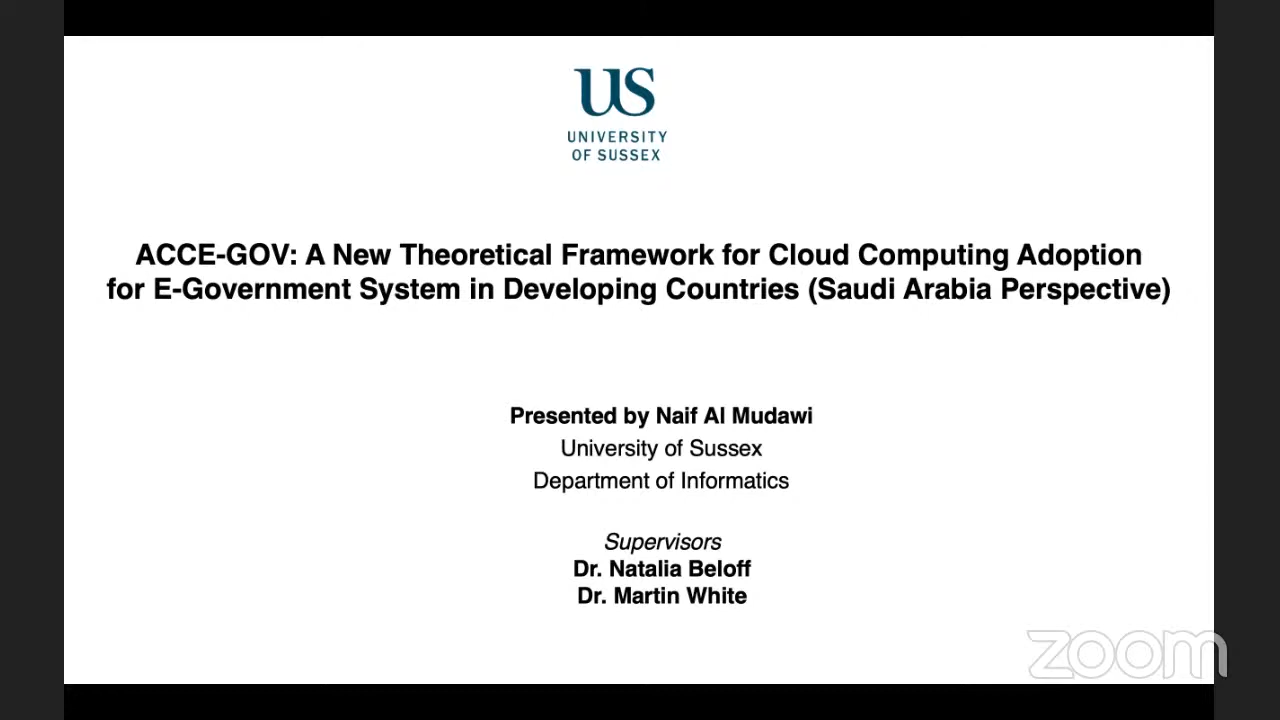 US
UNIVERSITY
OF SUSSEX
ACCE-GOV: A New Theoretical Framework for Cloud Computing Adoption
for E-Government System in Developing Countries (Saudi Arabia Perspective)
Presented by Naif Al Mudawi
University of Sussex
Department of Informatics
Supervisors
Dr. Natalia Beloff
Dr. Martin White
zoom